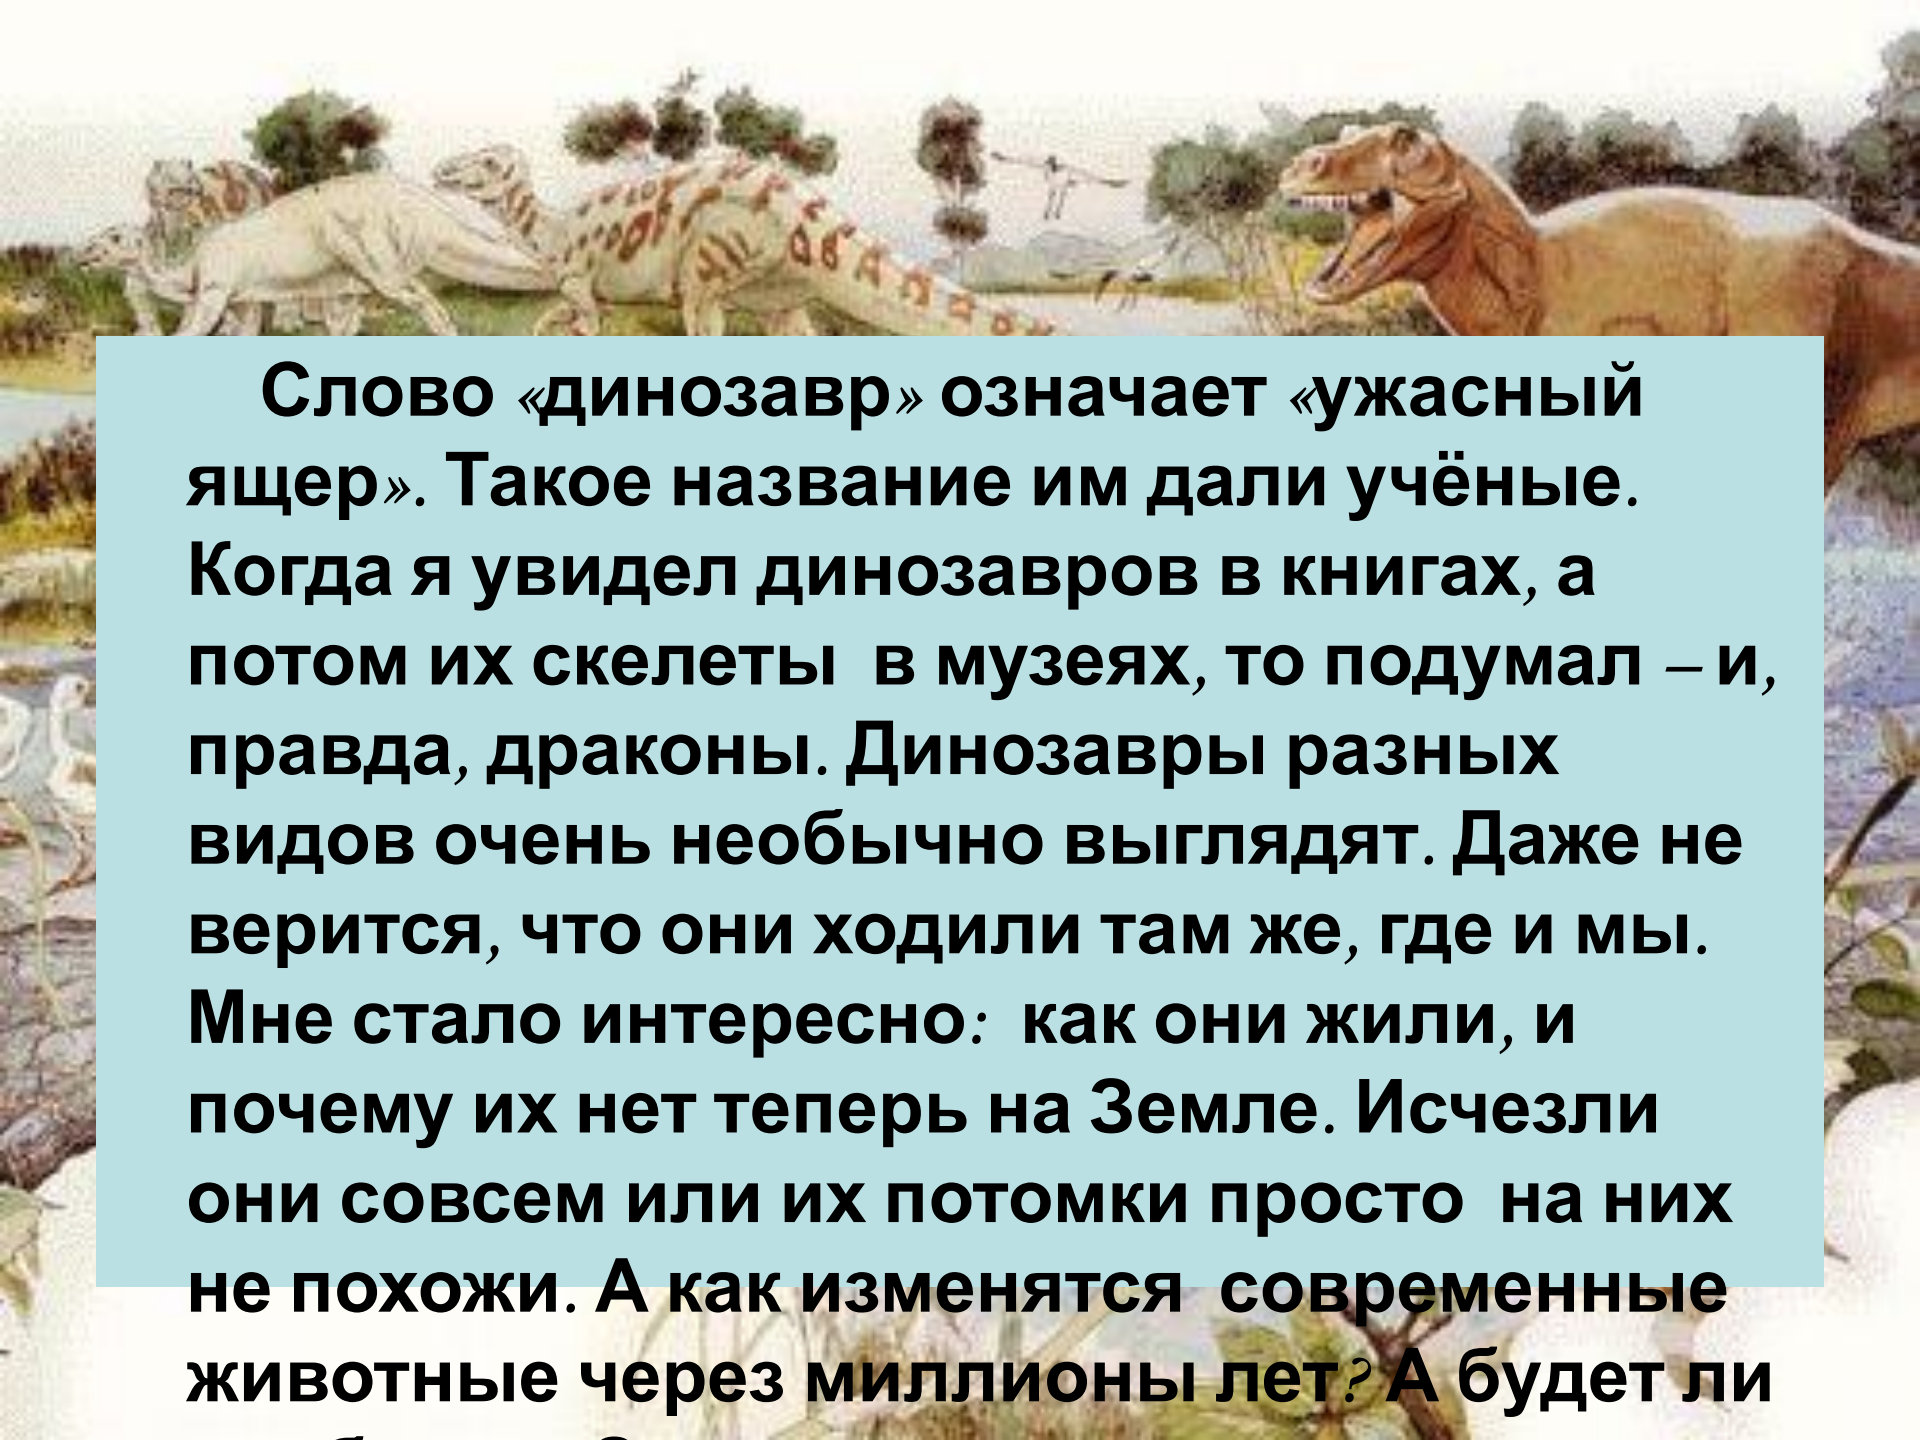 Слово «динозавр» означает «ужасный
ящер». Такое название им дали учёные.
Когда я увидел динозавров в книгах, а
потом их скелеты  в музеях, то подумал – и,
правда, драконы. Динозавры разных
видов очень необычно выглядят. Даже не
верится, что они ходили там же, где и мы.
Мне стало интересно:  как они жили, и
почему их нет теперь на Земле. Исчезли
они совсем или их потомки просто  на них
не похожи. А как изменятся  современные
животные через миллионы лет? А будет ли